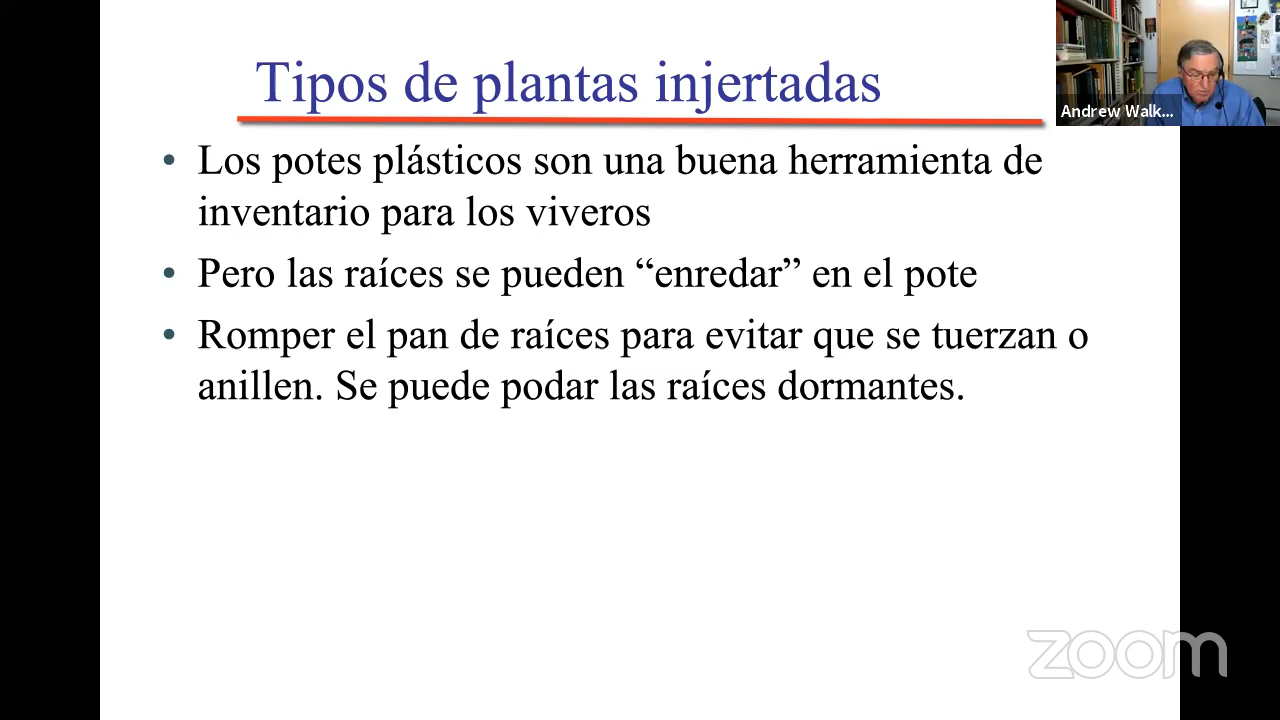 Tipos de plantas injertadas
Andrew Walk...
• Los potes plásticos son una buena herramienta de
inventario para los viveros
• Pero las raíces se pueden “enredar” en el pote
• Romper el pan de raíces para evitar que se tuerzan o
anillen. Se puede podar las raíces dormantes.
zoom